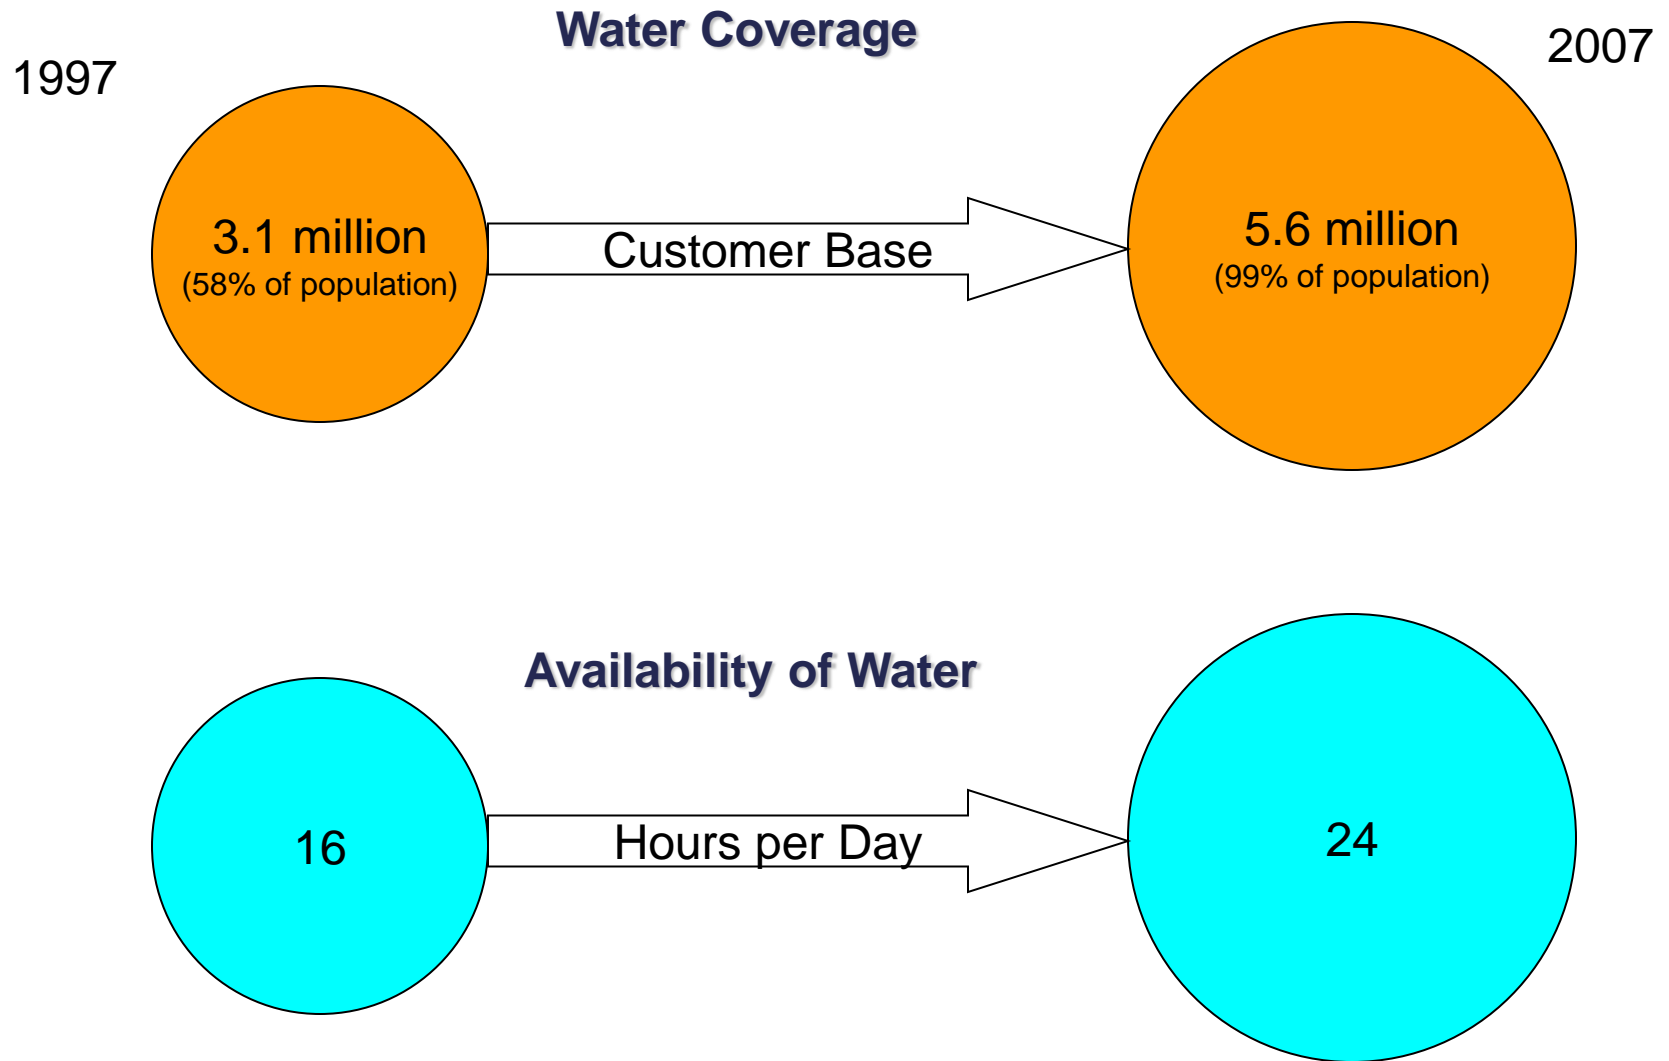 Water Coverage
1997
2007
3.1 million
(58% of population)
Customer Base
5.6 million
(99% of population)
Availability of Water
16
Hours per Day
24